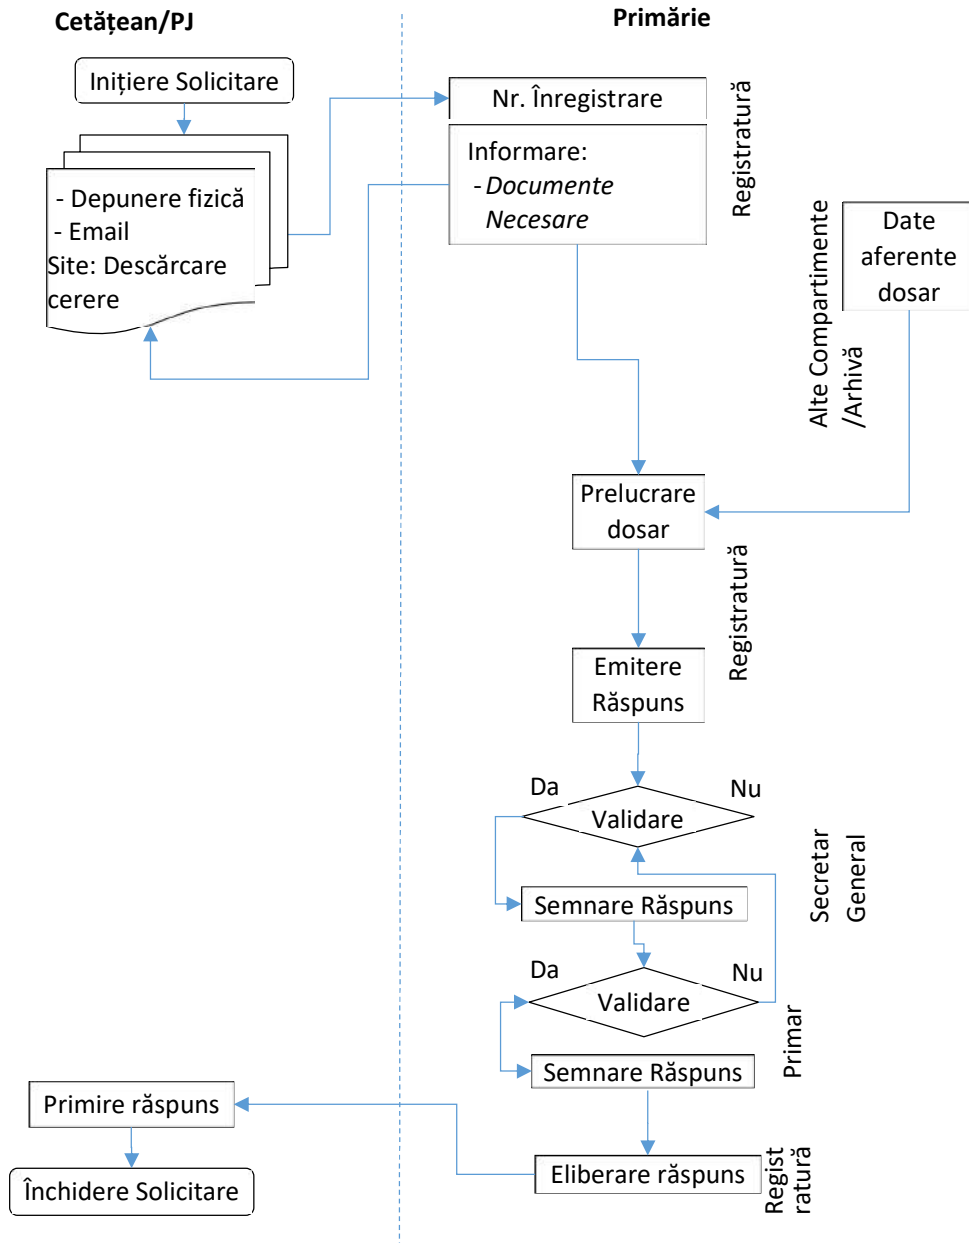 Cetățean/PJ
Primărie
Inițiere Solicitare
- Depunere fizică
- Email
Site: Descărcare
cerere
Nr. Înregistrare
Informare:
- Documente
Necesare
Registratură
Date
aferente
dosar
Alte Compartimente
/Arhivă
Prelucrare
dosar
Registratură
Emitere
Răspuns
Da
Nu
Validare
Secretar
General
Semnare Răspuns
Da
Nu
Validare
Primar
Semnare Răspuns
Primire răspuns
Eliberare răspuns
Regist
ratură
Închidere Solicitare